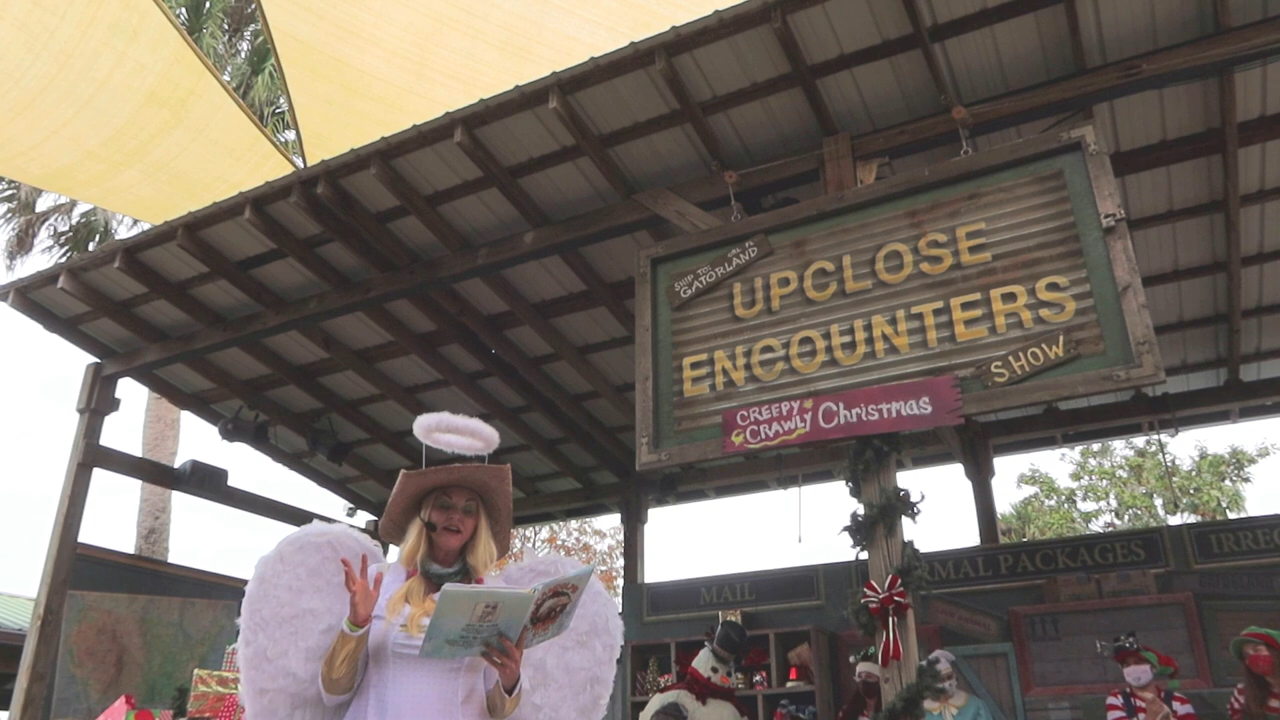 SHIP TO:
GATORLAND
UPCLOSE
ENCOUNTERS
SHOW
CREEPY
CRAWLY Christmas
MAIL
RMAL PACKAGES
IRREG